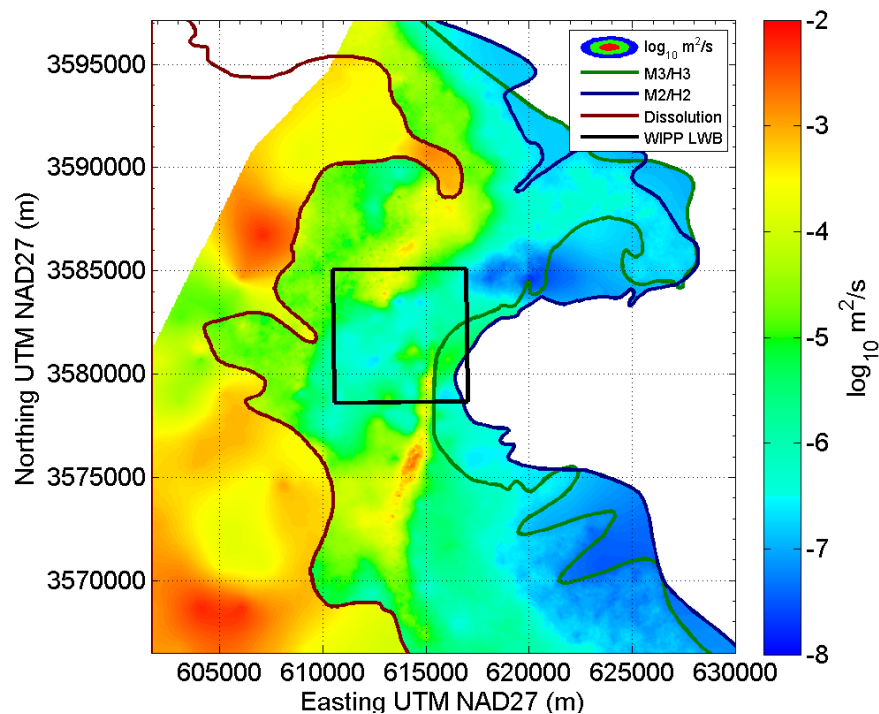 log10 m2/s
M3/H3
M2/H2
Dissolution
WIPP LWB
3595000
3590000
3585000
3580000
3575000
3570000
Northing UTM NAD27 (m)
605000 610000 615000 620000 625000 630000
Easting UTM NAD27 (m)
-2
-3
-4
-5
-6
-7
-8
log10 m2/s